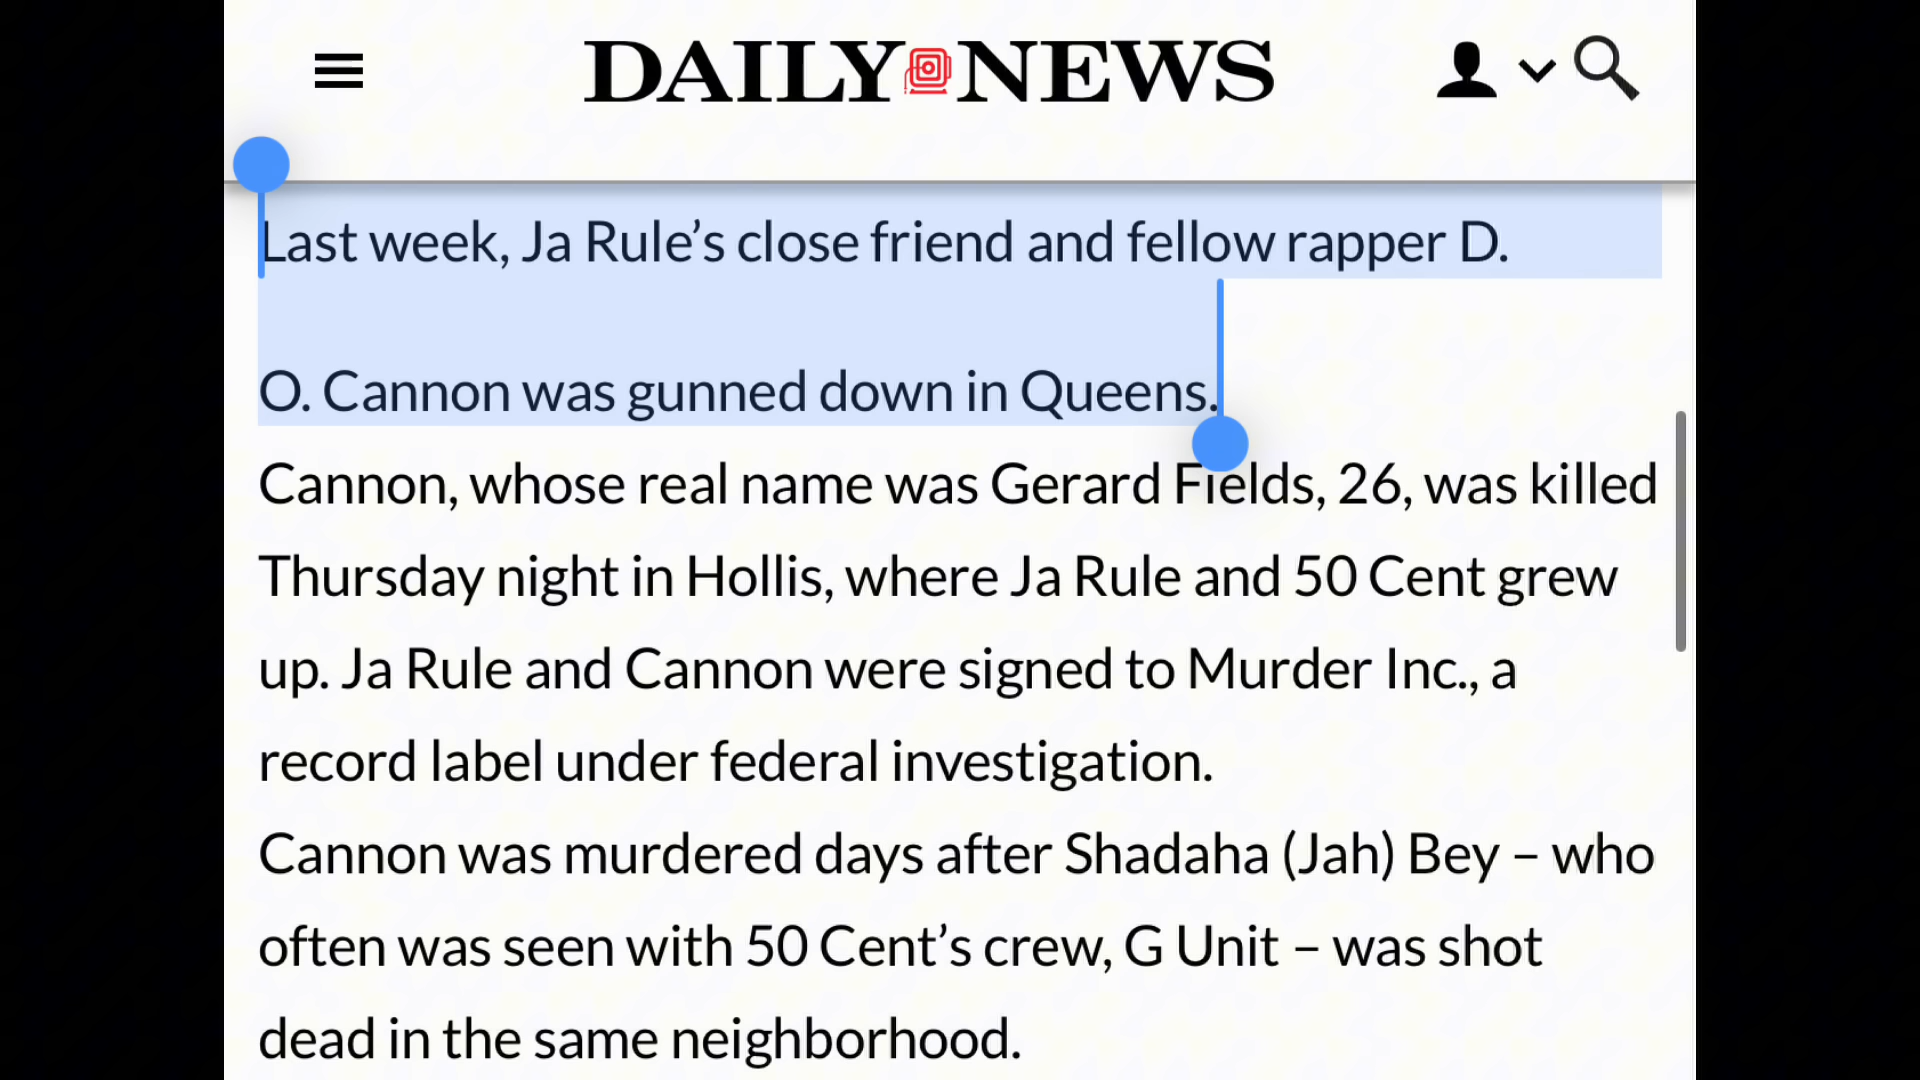 DAILY NEWS
Last week, Ja Rule’s close friend and fellow rapper D.
O. Cannon was gunned down in Queens.
Cannon, whose real name was Gerard Fields, 26, was killed
Thursday night in Hollis, where Ja Rule and 50 Cent grew
up. Ja Rule and Cannon were signed to Murder Inc., a
record label under federal investigation.
Cannon was murdered days after Shadaha (Jah) Bey – who
often was seen with 50 Cent’s crew, G Unit – was shot
dead in the same neighborhood.